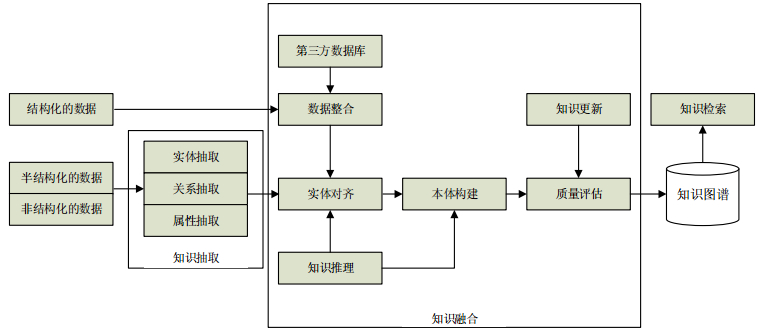 第三方数据库
结构化的数据
数据整合
知识更新
知识检索
实体抽取
半结构化的数据
关系抽取
非结构化的数据
属性抽取
知识抽取
实体对齐
本体构建
质量评估
知识图谱
知识推理
知识融合